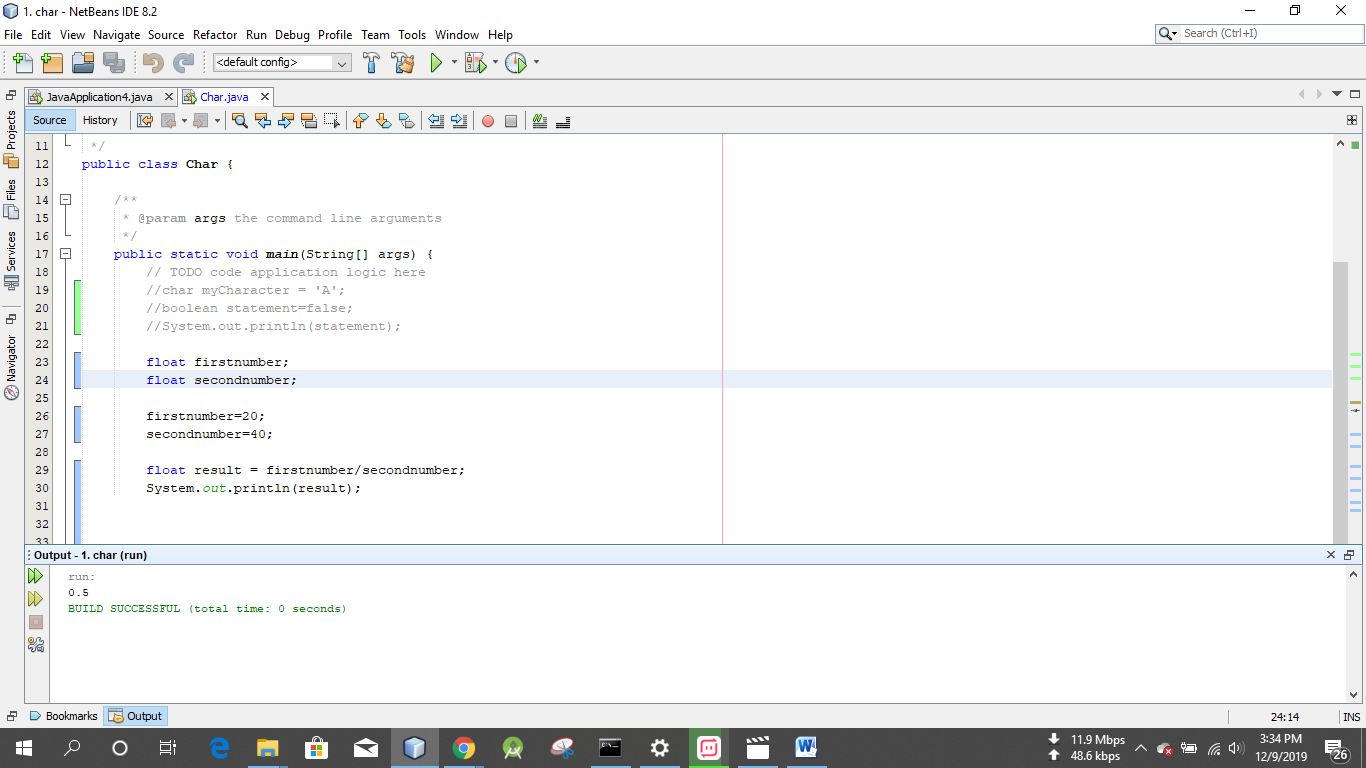 1. char - NetBeans IDE 8.2
File Edit View Navigate Source Refactor Run Debug Profile Team Tools Window Help
Search (Ctrl+I)
<default config>
JavaApplication4.java Char.java
Source History
Projects
Files
Services
Navigator
11 */
12 public class Char {
13
14 /**
15 * @param args the command line arguments
16 */
17 public static void main(String[] args) {
18 // TODO code application logic here
19 //char myCharacter = 'A';
20 //boolean statement=false;
21 //System.out.println(statement);
22
23 float firstnumber;
24 float secondnumber;
25
26 firstnumber=20;
27 secondnumber=40;
28
29 float result = firstnumber/secondnumber;
30 System.out.println(result);
31
32
33
Output - 1. char (run)
run:
0.5
BUILD SUCCESSFUL (total time: 0 seconds)
Bookmarks Output
24:14 INS
11.9 Mbps
48.6 kbps
3:34 PM
12/9/2019
26